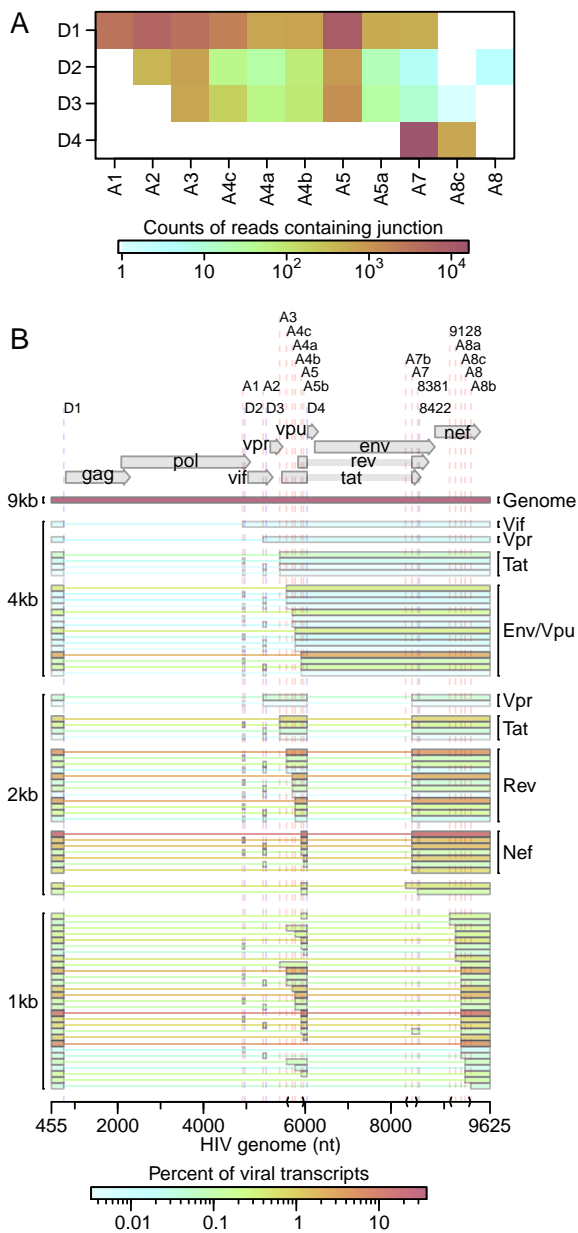 A
D1
D2
D3
D4
A1 A2 A3 A4c A4a A4b A5 A5a A7 A8c A8
Counts of reads containing junction
1 10 10² 10³ 10⁴
B
A3
A4c
A4a
A4b
A5
A5b
A1 A2
D1 D2 D3 D4
A7b
A7
8381
8422
9128
A8a
A8c
A8
A8b
vpu
nef
vpr env
pol rev
gag vif tat
9kb Genome
Vif
Vpr
Tat
4kb
Env/Vpu
Vpr
Tat
Rev
2kb
Nef
1kb
455 2000 4000 6000 8000 9625
HIV genome (nt)
Percent of viral transcripts
0.01 0.1 1 10